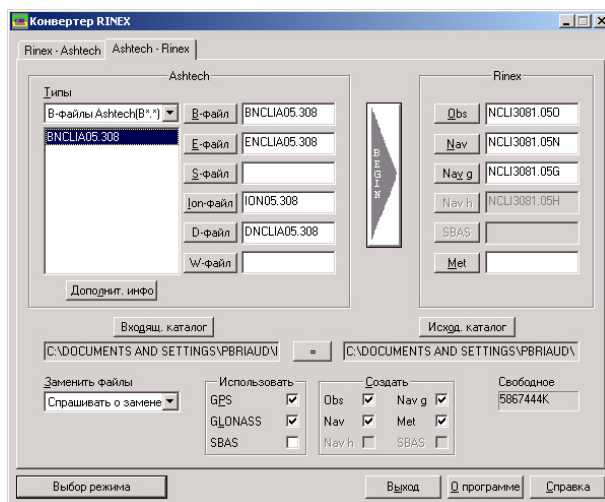 Конвертер RINEX
Rinex - Ashtech
Ashtech - Rinex
Ashtech
Типы
B-файлы Ashtech(B*.*)
BNCLIA05.308
B-файл BNCLIA05.308
E-файл ENCLIA05.308
S-файл
Ion-файл ION05.308
D-файл DNCLIA05.308
W-файл
Дополнит. инфо
BEGIN
Rinex
Obs NCLI3081.05O
Nav NCLI3081.05N
Nav g NCLI3081.05G
Nav h NCLI3081.05H
SBAS
Met
Входящ. каталог
Исход. каталог
C:\DOCUMENTS AND SETTINGS\PBRIAUD\
=
C:\DOCUMENTS AND SETTINGS\PBRIAUD\
Заменить файлы
Спрашивать о замене
Использовать
GPS
GLONASS
SBAS
Создать
Obs Nav g
Nav Met
Nav h SBAS
Свободное
5867444K
Выбор режима
Выход
О программе
Справка